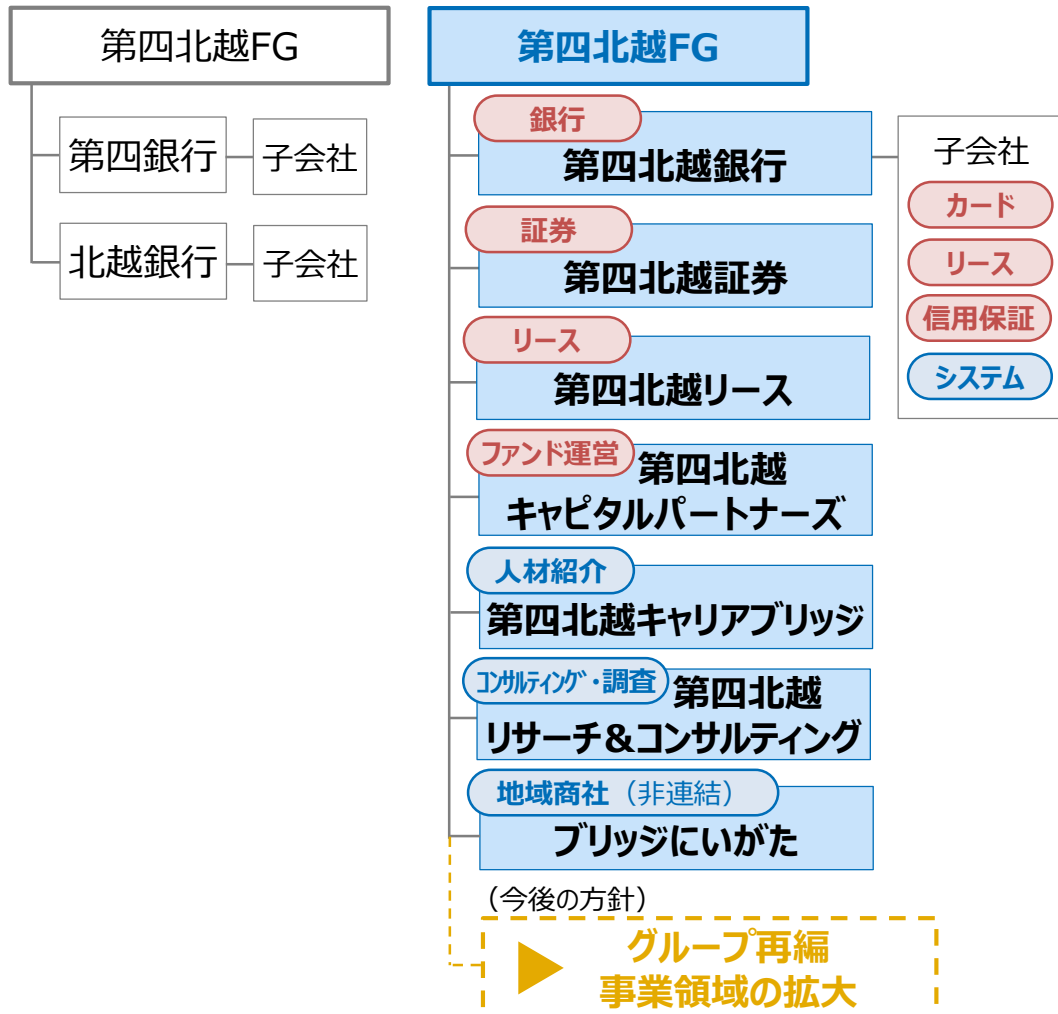 第四北越FG
第四銀行
子会社
北越銀行
子会社
第四北越FG
銀行
第四北越銀行
子会社
カード
リース
信用保証
システム
証券
第四北越証券
リース
第四北越リース
ファンド運営
第四北越
キャピタルパートナーズ
人材紹介
第四北越キャリアブリッジ
コンサルティング・調査
第四北越
リサーチ&コンサルティング
地域商社（非連結）
ブリッジにいがた
（今後の方針）
グループ再編
事業領域の拡大